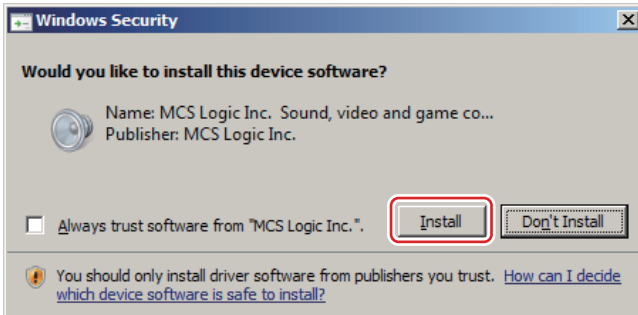 Windows Security
Would you like to install this device software?
Name: MCS Logic Inc.  Sound, video and game co...
Publisher: MCS Logic Inc.
Always trust software from "MCS Logic Inc.".
Install
Don't Install
You should only install driver software from publishers you trust.  How can I decide
which device software is safe to install?